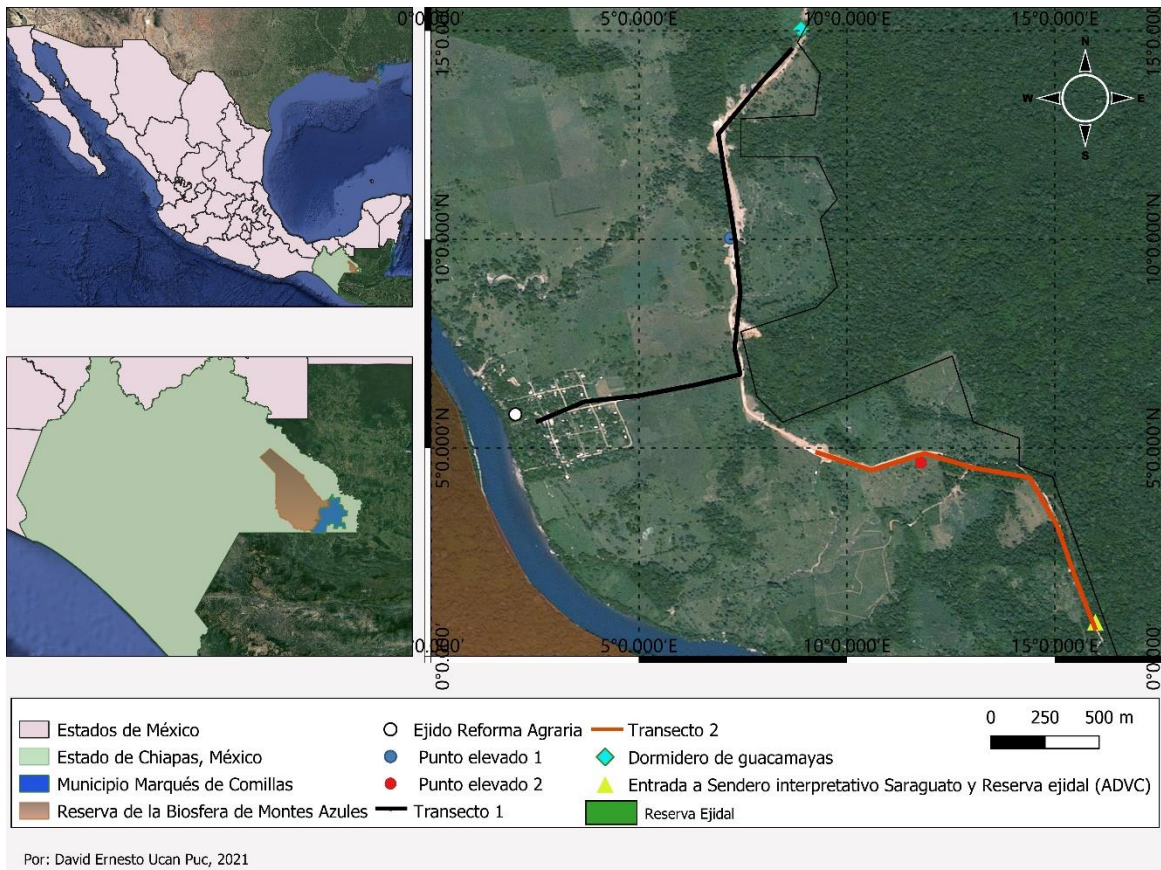 0°0.000'
5°0.000'E
10°0.000'E
15°0.000'E
15°0.000'N
15°0.000'N
N
W
E
S
10°0.000'N
10°0.000'N
5°0.000'N
5°0.000'N
0°0.000'
5°0.000'E
10°0.000'E
15°0.000'E
0°0.000'
0°0.000'
Estados de México
Estado de Chiapas, México
Municipio Marqués de Comillas
Reserva de la Biosfera de Montes Azules
Ejido Reforma Agraria
Punto elevado 1
Punto elevado 2
Transecto 1
Transecto 2
Dormidero de guacamayas
Entrada a Sendero interpretativo Saraguato y Reserva ejidal (ADVC)
Reserva Ejidal
0 250 500 m
Por: David Ernesto Ucan Puc, 2021